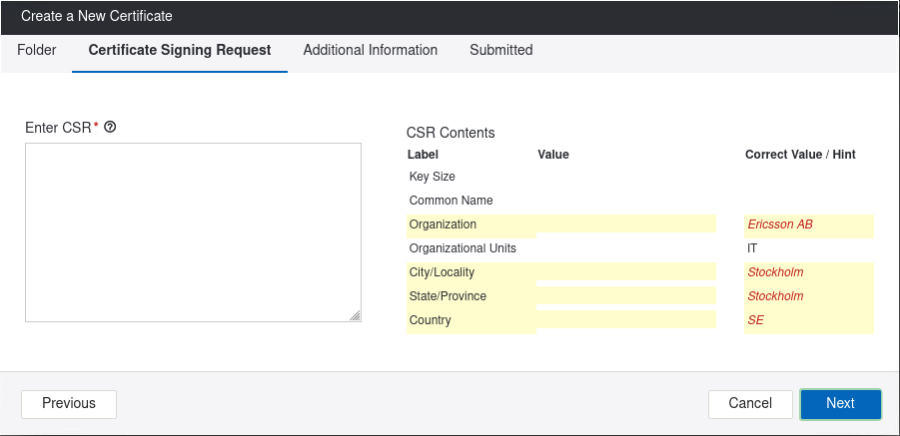 Create a New Certificate
Folder Certificate Signing Request Additional Information Submitted
Enter CSR*
CSR Contents
Label Value Correct Value / Hint
Key Size
Common Name
Organization Ericsson AB
Organizational Units IT
City/Locality Stockholm
State/Province Stockholm
Country SE
Previous Cancel Next